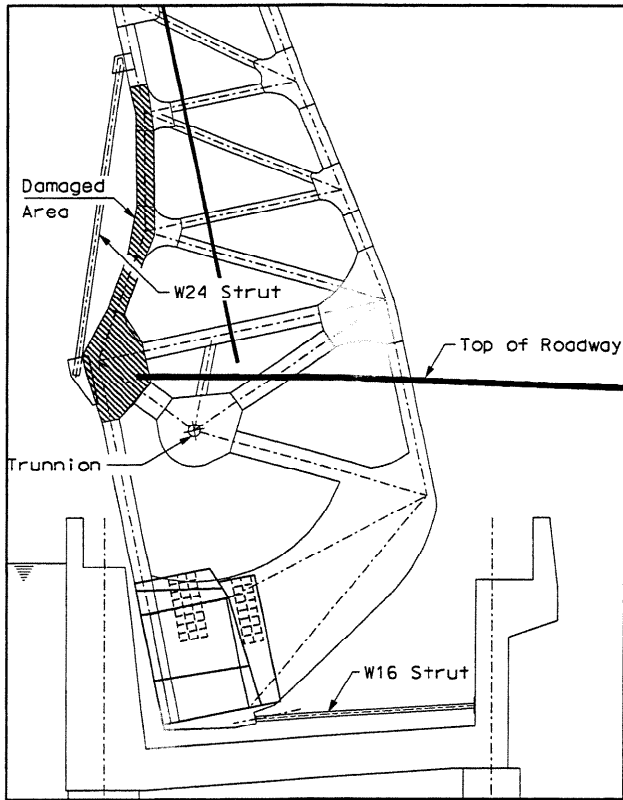 Damaged
Area
W24 Strut
Top of Roadway
Trunnion
W16 Strut